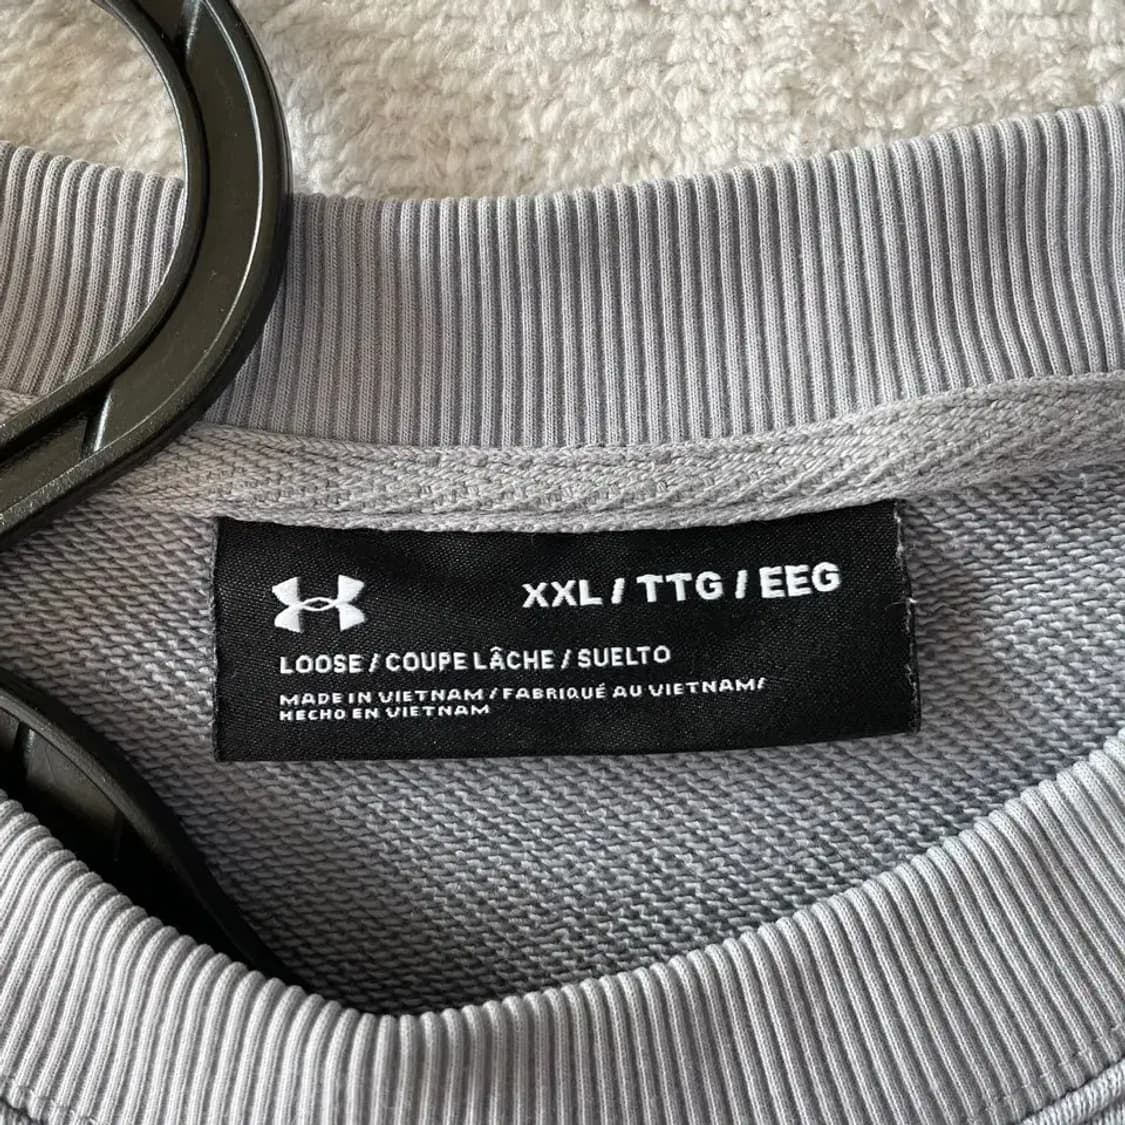 XXL / TTG / EEG
LOOSE / COUPE LÂCHE / SUELTO
MADE IN VIETNAM / FABRIQUÉ AU VIETNAM/
HECHO EN VIETNAM